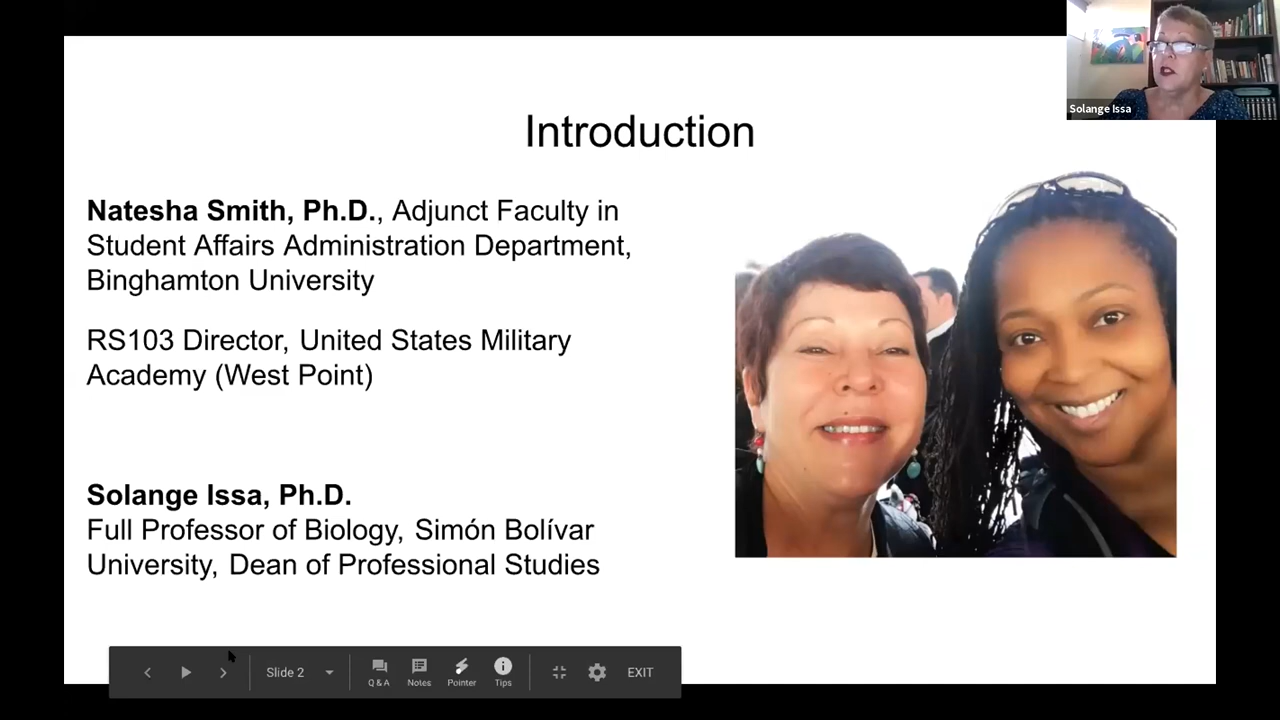 Solange Issa
Introduction
Natesha Smith, Ph.D., Adjunct Faculty in
Student Affairs Administration Department,
Binghamton University
RS103 Director, United States Military
Academy (West Point)
Solange Issa, Ph.D.
Full Professor of Biology, Simón Bolívar
University, Dean of Professional Studies
Slide 2
Q & A
Notes
Pointer
Tips
EXIT